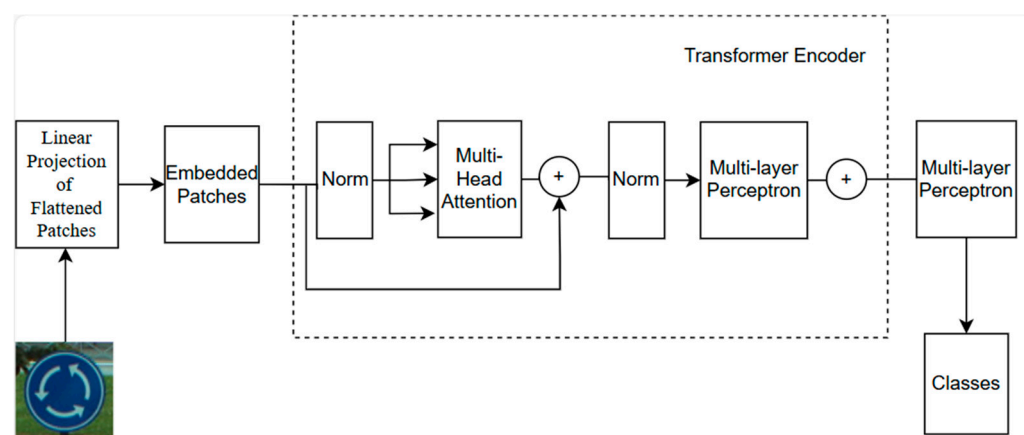 Transformer Encoder
Linear
Projection
of
Flattened
Patches
Embedded
Patches
Norm
Multi-
Head
Attention
+
Norm
Multi-layer
Perceptron
+
Multi-layer
Perceptron
Classes